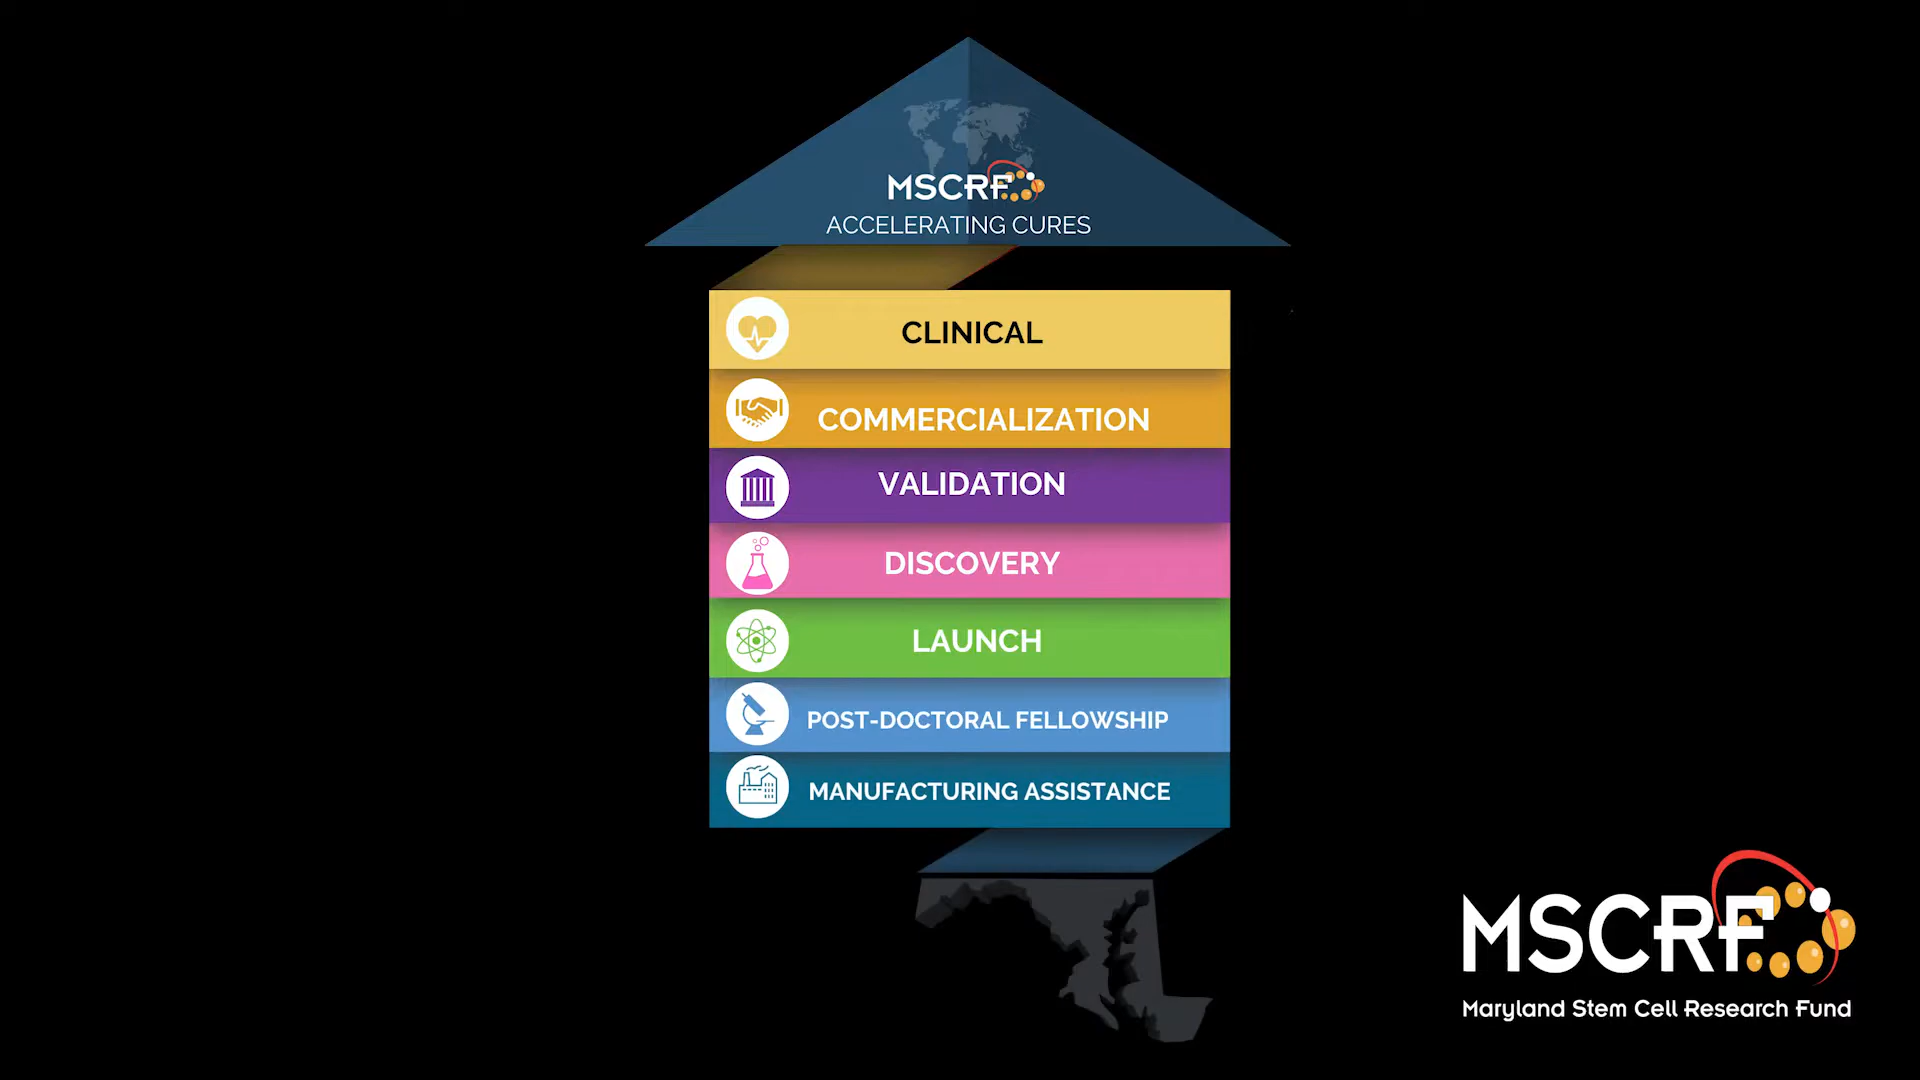 MSCRF
ACCELERATING CURES
CLINICAL
COMMERCIALIZATION
VALIDATION
DISCOVERY
LAUNCH
POST-DOCTORAL FELLOWSHIP
MANUFACTURING ASSISTANCE
MSCRF
Maryland Stem Cell Research Fund